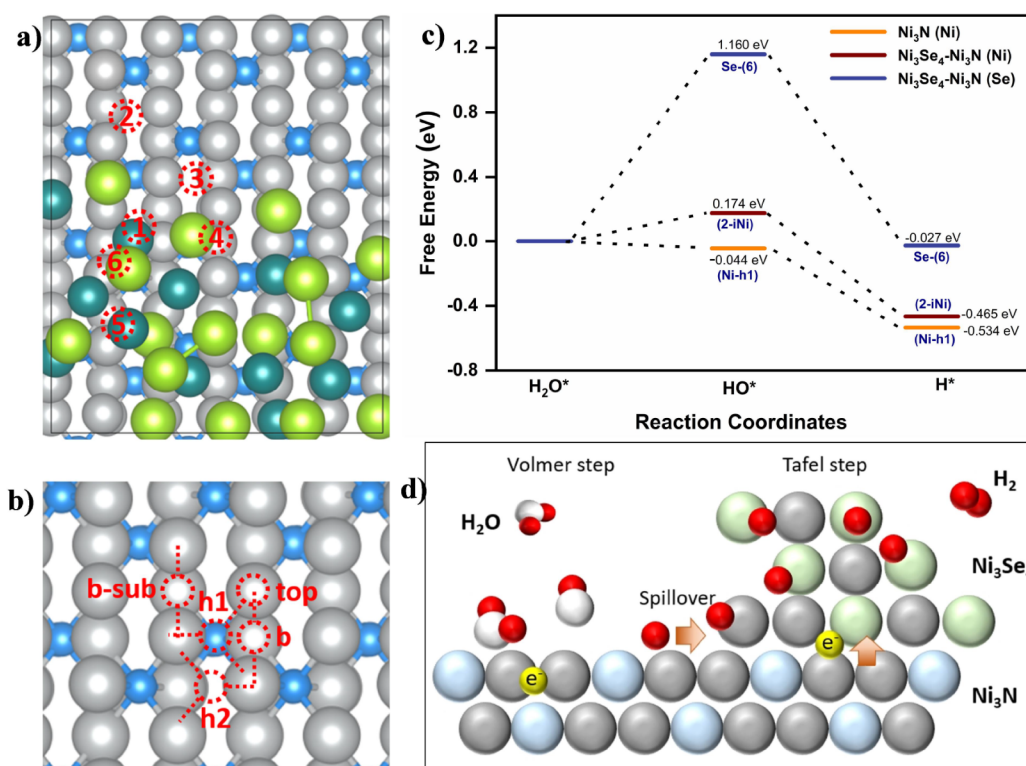 a)
2
3
1
4
6
5
b)
b-sub
h1
top
b
h2
c)
Free Energy (eV)
1.2
0.8
0.4
0.0
-0.4
-0.8
1.160 eV
Se-(6)
Ni₃N (Ni)
Ni₃Se₄-Ni₃N (Ni)
Ni₃Se₄-Ni₃N (Se)
0.174 eV
(2-iNi)
-0.044 eV
(Ni-h1)
-0.027 eV
Se-(6)
(2-iNi)
-0.465 eV
-0.534 eV
(Ni-h1)
H₂O*
HO*
H*
Reaction Coordinates
d)
Volmer step
Tafel step
H₂
H₂O
Ni₃Se
Spillover
e⁻
e⁻
Ni₃N